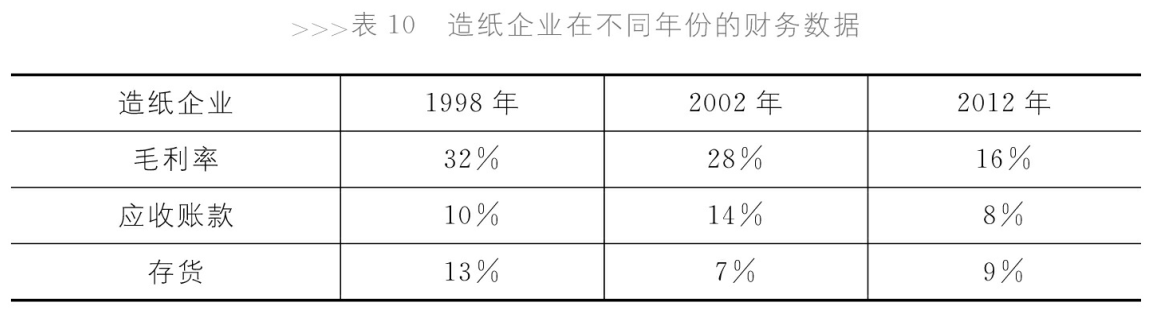 >>>表 10 造纸企业在不同年份的财务数据
造纸企业 1998 年 2002 年 2012 年
毛利率 32% 28% 16%
应收账款 10% 14% 8%
存货 13% 7% 9%